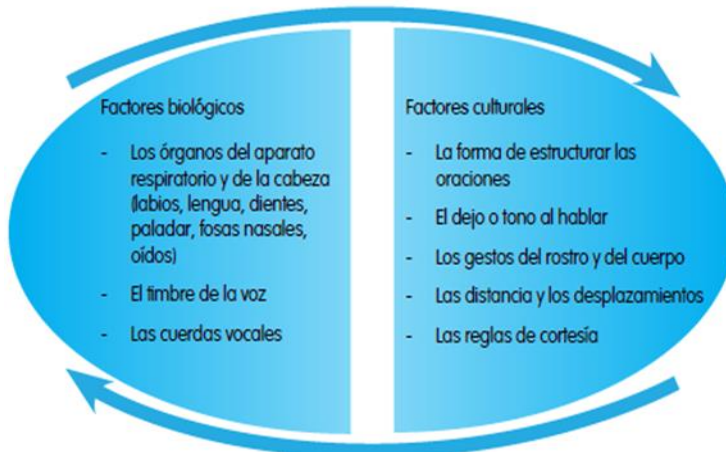 Factores biológicos
- Los órganos del aparato
respiratorio y de la cabeza
(labios, lengua, dientes,
paladar, fosas nasales,
oídos)
- El timbre de la voz
- Las cuerdas vocales
Factores culturales
- La forma de estructurar las
oraciones
- El dejo o tono al hablar
- Los gestos del rostro y del cuerpo
- Las distancia y los desplazamientos
- Las reglas de cortesía